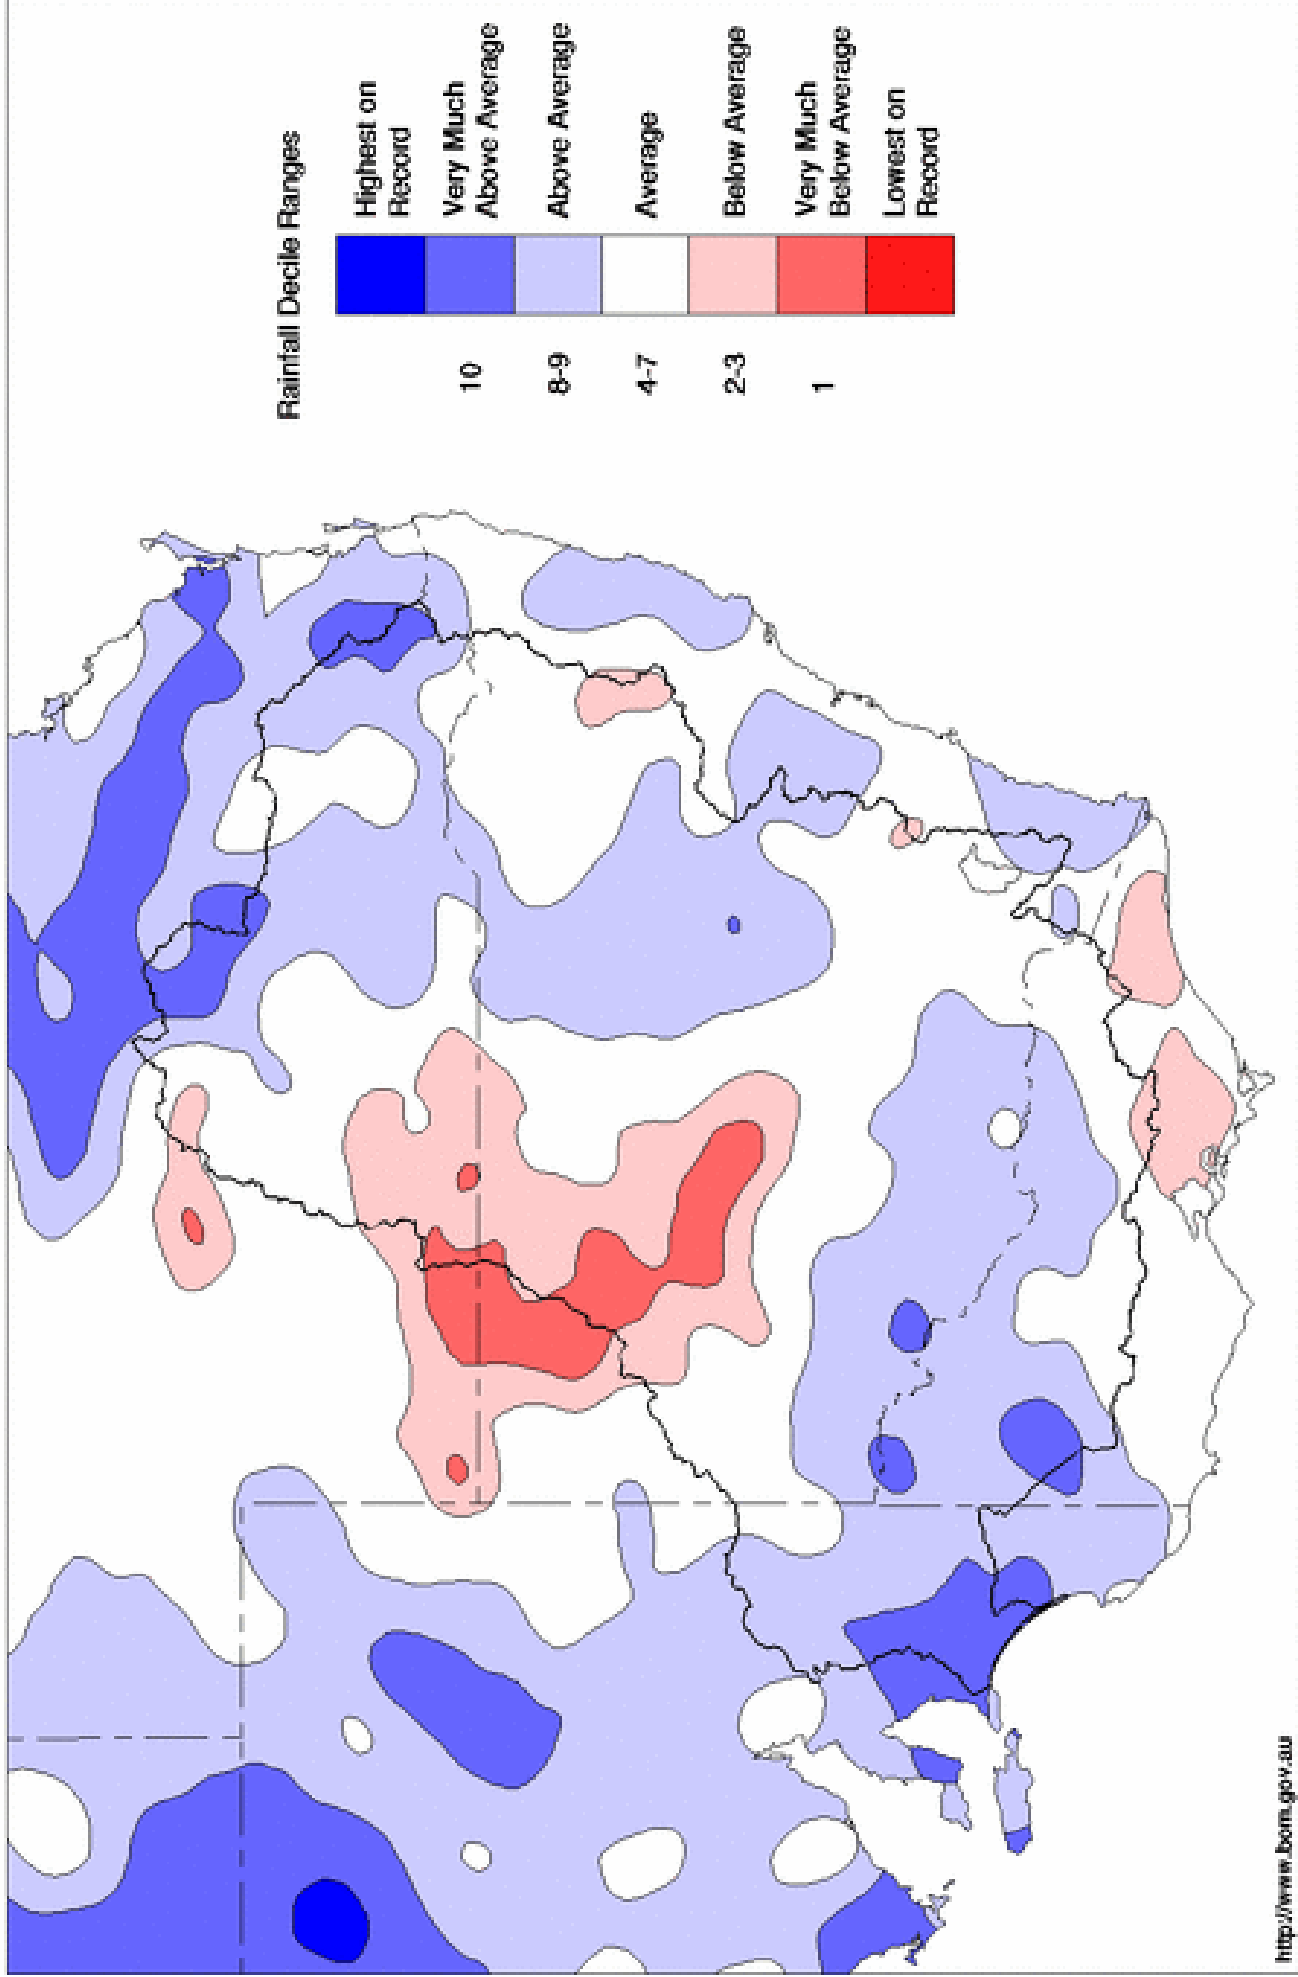 Rainfall Decile Ranges
Highest on
Record
10
Very Much
Above Average
8-9
Above Average
4-7
Average
2-3
Below Average
1
Very Much
Below Average
Lowest on
Record
http://www.bom.gov.au